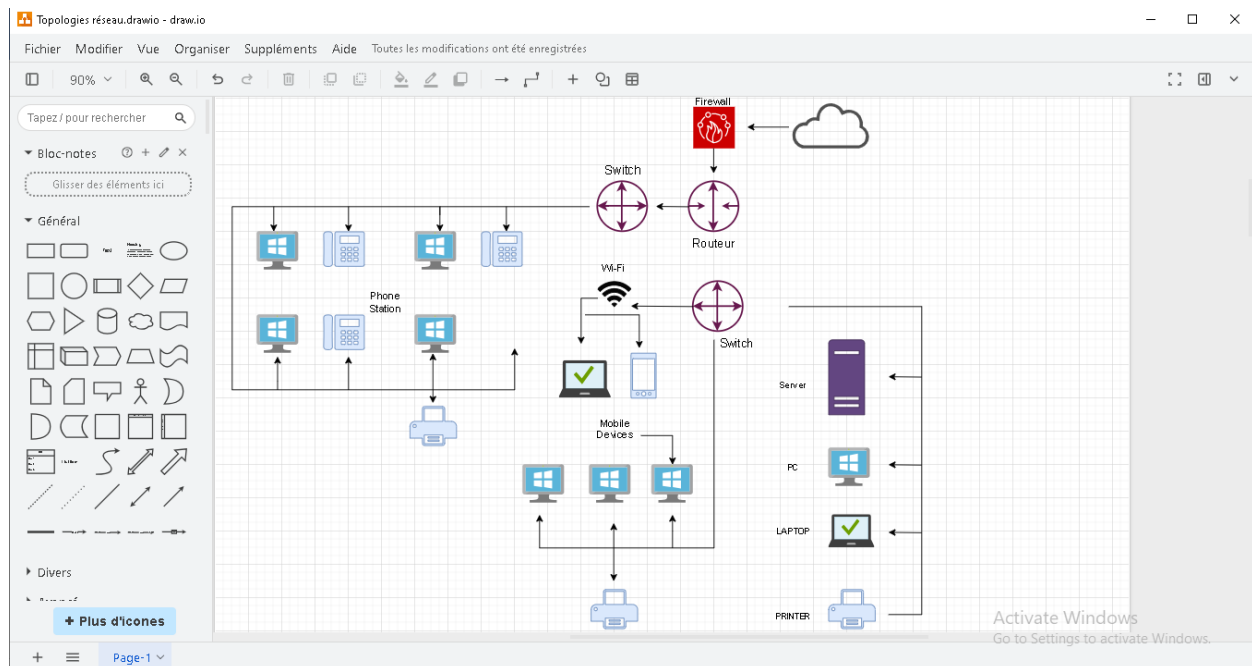 Topologies réseau.drawio - draw.io
Fichier Modifier Vue Organiser Suppléments Aide Toutes les modifications ont été enregistrées
90%
Tapez / pour rechercher
Bloc-notes
Glisser des éléments ici
Général
Divers
+ Plus d'icones
Page-1
Firewall
Switch
Routeur
Wi-Fi
Phone
Station
Switch
Server
Mobile
Devices
PC
LAPTOP
PRINTER
Activate Windows
Go to Settings to activate Windows.